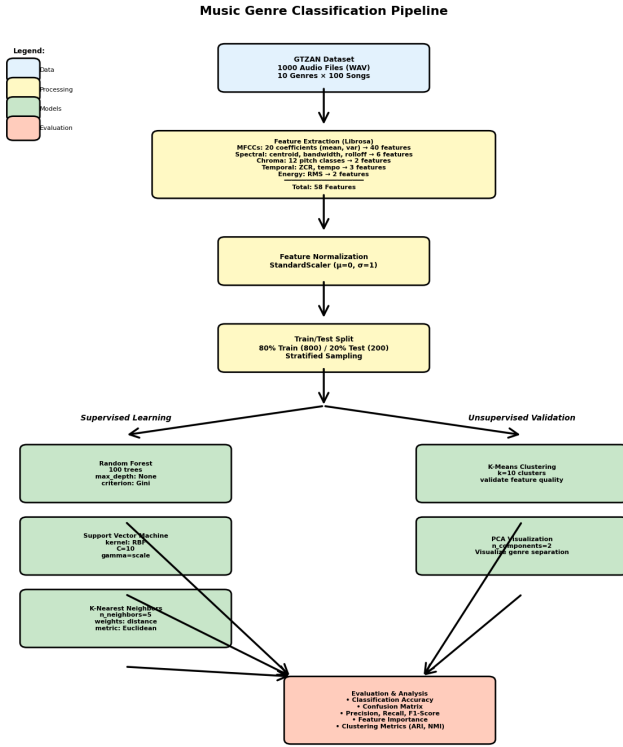 Music Genre Classification Pipeline
Legend:
Data
Processing
Models
Evaluation
GTZAN Dataset
1000 Audio Files (WAV)
10 Genres × 100 Songs
Feature Extraction (Librosa)
MFCCs: 20 coefficients (mean, var) → 40 features
Spectral: centroid, bandwidth, rolloff → 6 features
Chroma: 12 pitch classes → 2 features
Temporal: ZCR, tempo → 3 features
Energy: RMS → 2 features
Total: 58 Features
Feature Normalization
StandardScaler (μ=0, σ=1)
Train/Test Split
80% Train (800) / 20% Test (200)
Stratified Sampling
Supervised Learning
Random Forest
100 trees
max_depth: None
criterion: Gini
Support Vector Machine
kernel: RBF
C=10
gamma=scale
K-Nearest Neighbors
n_neighbors=5
weights: distance
metric: Euclidean
Unsupervised Validation
K-Means Clustering
k=10 clusters
validate feature quality
PCA Visualization
n_components=2
Visualize genre separation
Evaluation & Analysis
• Classification Accuracy
• Confusion Matrix
• Precision, Recall, F1-Score
• Feature Importance
• Clustering Metrics (ARI, NMI)